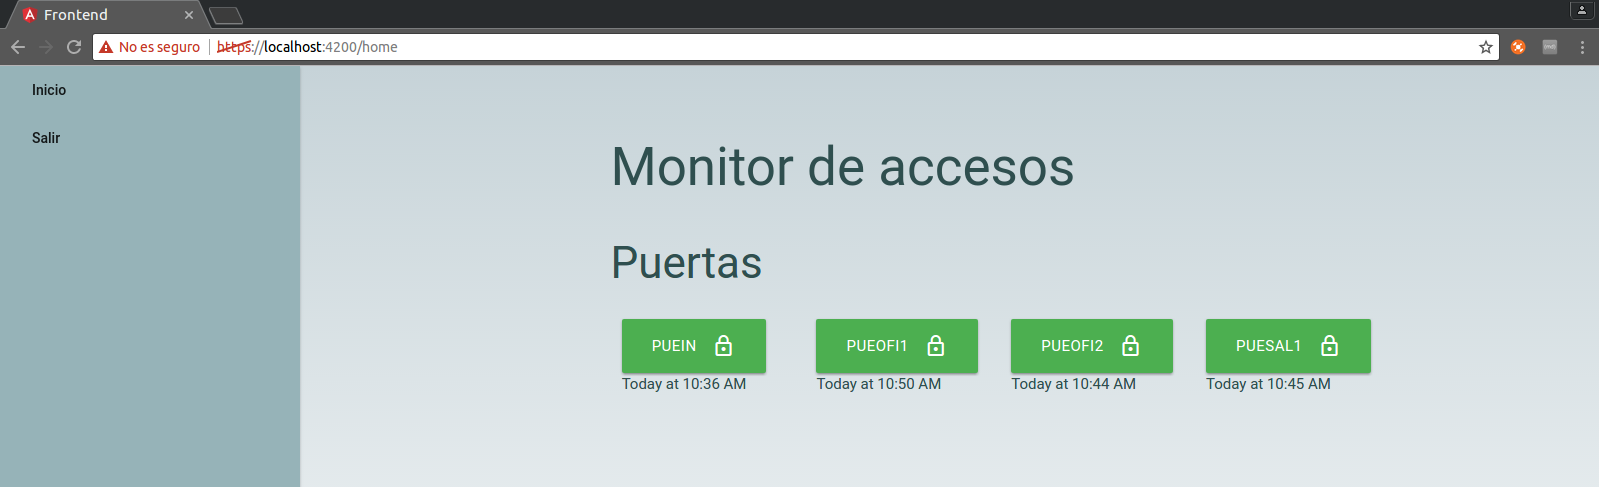 Frontend
No es seguro https://localhost:4200/home
Inicio
Salir
Monitor de accesos
Puertas
PUEIN PUEOFI1 PUEOFI2 PUESAL1
Today at 10:36 AM Today at 10:50 AM Today at 10:44 AM Today at 10:45 AM